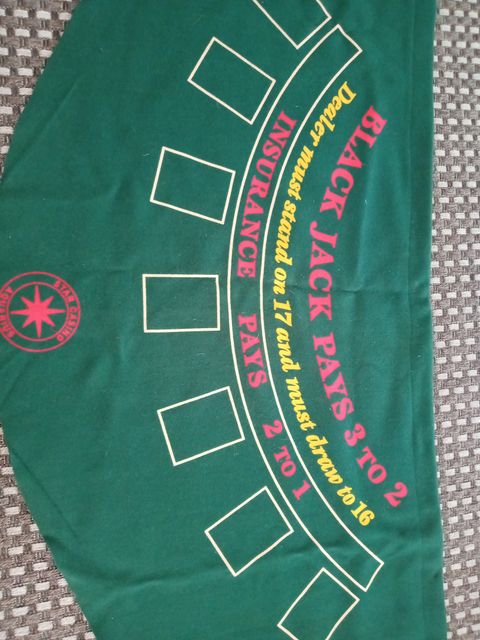 BLACK JACK PAYS 3 TO 2
Dealer must stand on 17 and must draw to 16
INSURANCE PAYS 2 TO 1
STAR CASINO